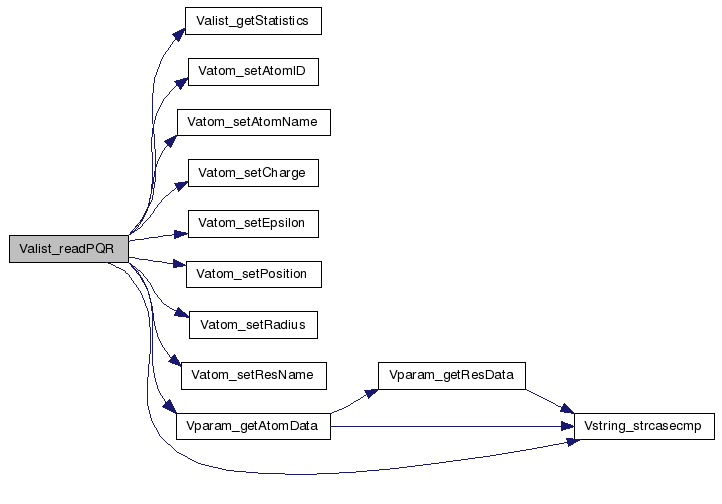 Valist_getStatistics
Vatom_setAtomID
Vatom_setAtomName
Vatom_setCharge
Vatom_setEpsilon
Valist_readPQR
Vatom_setPosition
Vatom_setRadius
Vatom_setResName
Vparam_getResData
Vparam_getAtomData
Vstring_strcasecmp